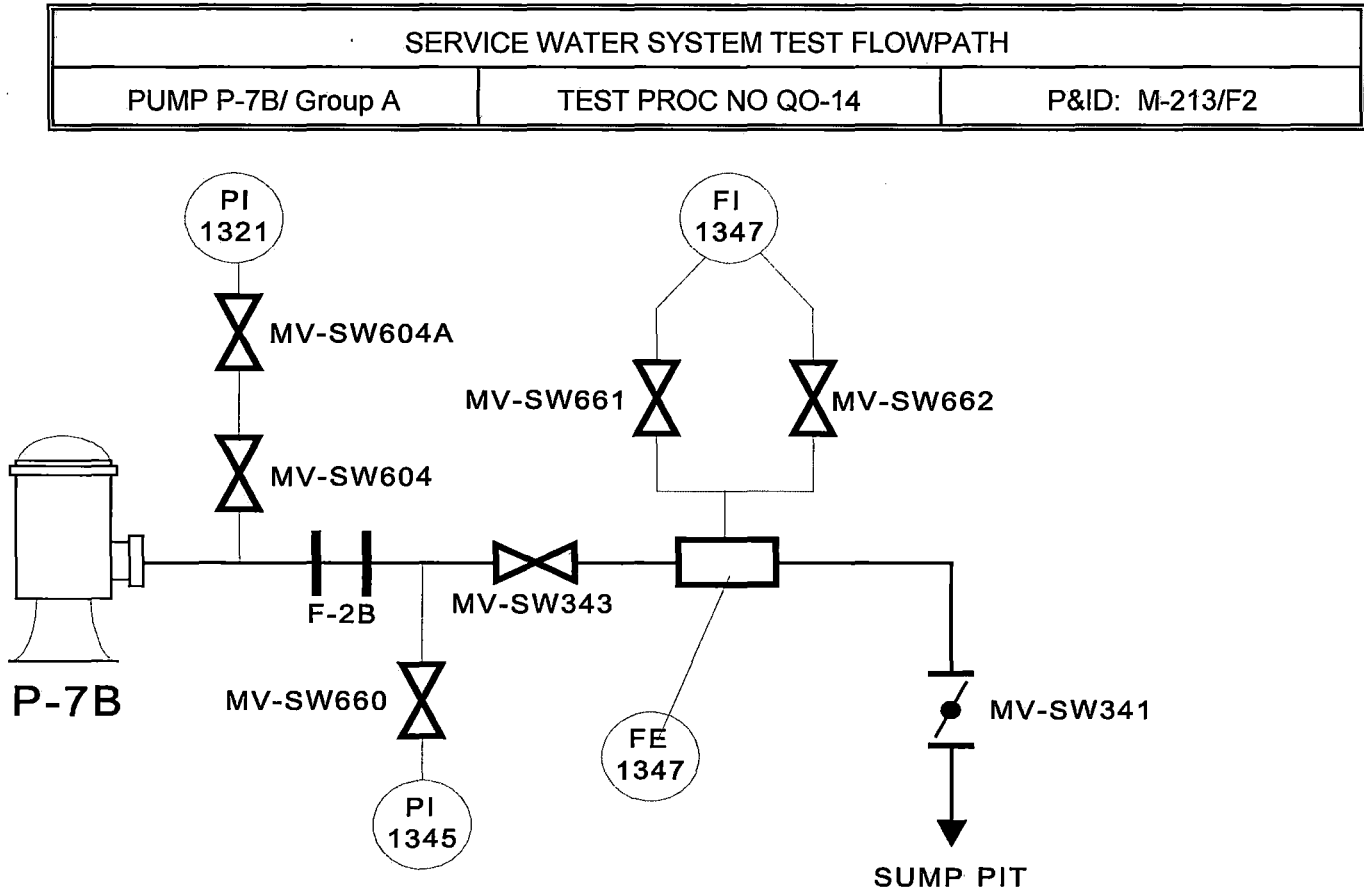 SERVICE WATER SYSTEM TEST FLOWPATH
PUMP P-7B/ Group A
TEST PROC NO QO-14
P&ID: M-213/F2
PI
1321
FI
1347
MV-SW604A
MV-SW661
MV-SW662
MV-SW604
F-2B
MV-SW343
P-7B
MV-SW660
MV-SW341
FE
1347
PI
1345
SUMP PIT